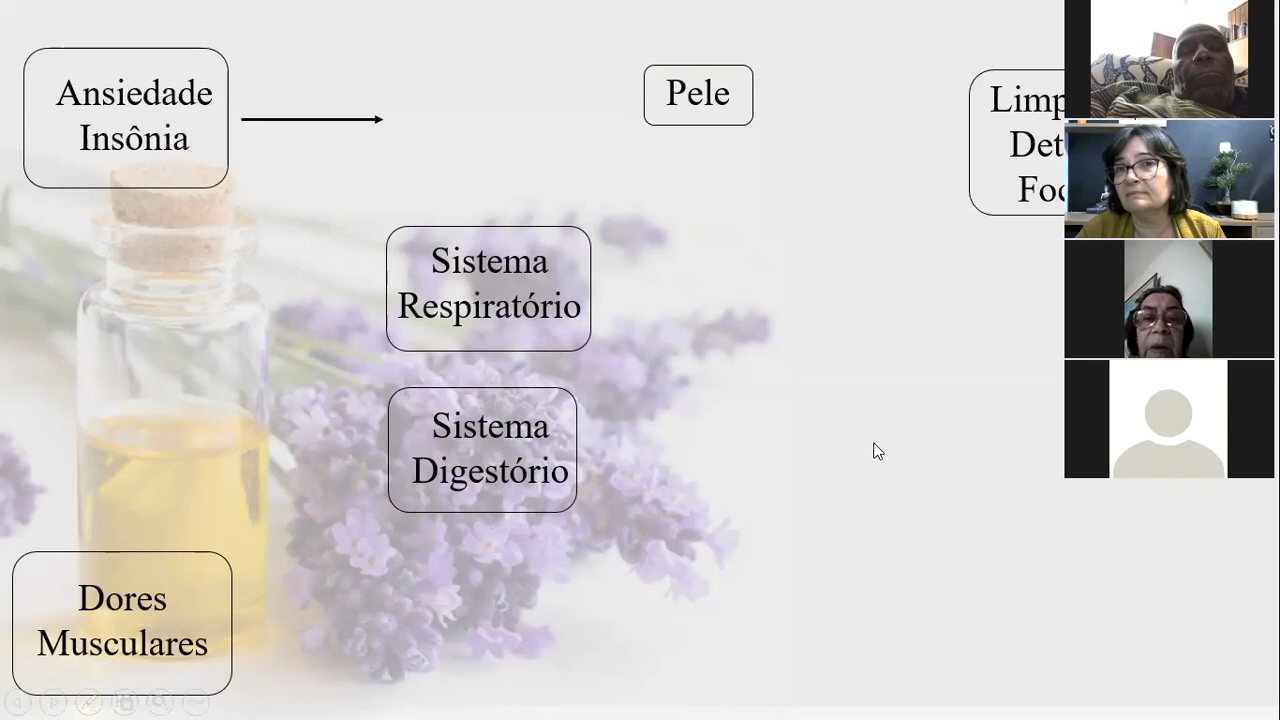 Ansiedade
Insônia
Pele
Sistema
Respiratório
Sistema
Digestório
Dores
Musculares